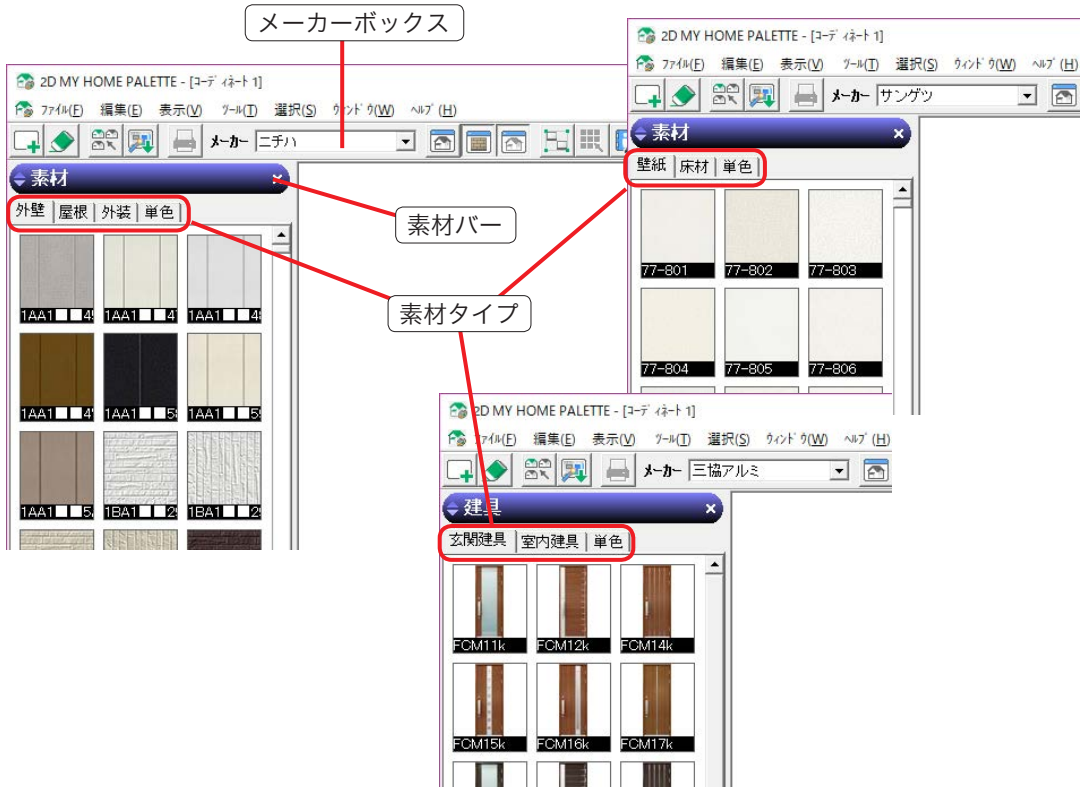 メーカーボックス
2D MY HOME PALETTE - [ｺｰﾃﾞｨﾈｰﾄ 1]
ﾌｧｲﾙ(F) 編集(E) 表示(V) ﾂｰﾙ(T) 選択(S) ｳｨﾝﾄﾞｳ(W) ﾍﾙﾌﾟ(H)
メーカー ニチハ
素材
外壁 屋根 外装 単色
1AA1 1AA1 1AA1
1AA1 1AA1 1AA1
1AA1 1BA1 1BA1
素材バー
素材タイプ
2D MY HOME PALETTE - [ｺｰﾃﾞｨﾈｰﾄ 1]
ﾌｧｲﾙ(F) 編集(E) 表示(V) ﾂｰﾙ(T) 選択(S) ｳｨﾝﾄﾞｳ(W) ﾍﾙﾌﾟ(H)
メーカー サンゲツ
素材
壁紙 床材 単色
77-801 77-802 77-803
77-804 77-805 77-806
2D MY HOME PALETTE - [ｺｰﾃﾞｨﾈｰﾄ 1]
ﾌｧｲﾙ(F) 編集(E) 表示(V) ﾂｰﾙ(T) 選択(S) ｳｨﾝﾄﾞｳ(W) ﾍﾙﾌﾟ(H)
メーカー 三協アルミ
建具
玄関建具 室内建具 単色
FCM11k FCM12k FCM14k
FCM15k FCM16k FCM17k